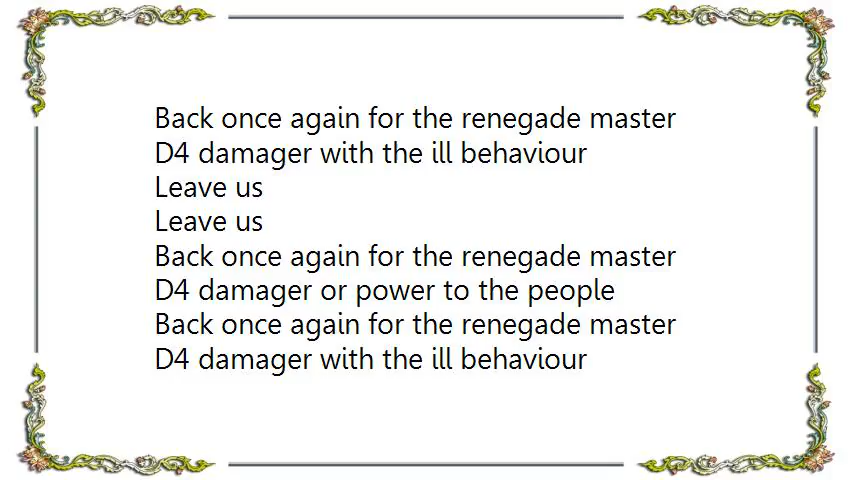 Back once again for the renegade master
D4 damager with the ill behaviour
Leave us
Leave us
Back once again for the renegade master
D4 damager or power to the people
Back once again for the renegade master
D4 damager with the ill behaviour